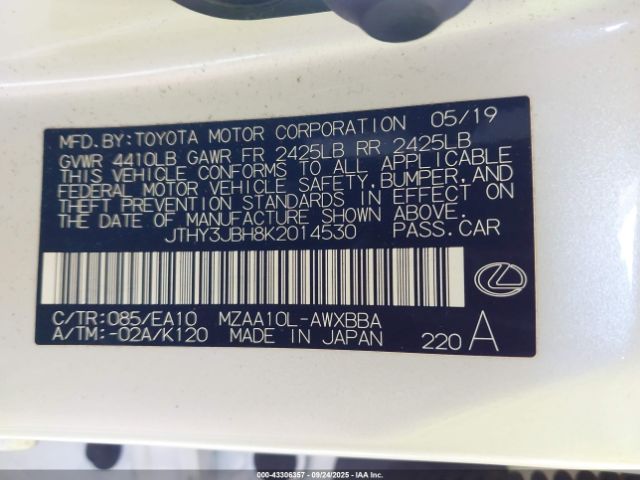 MFD.BY:TOYOTA MOTOR CORPORATION 05/19
GVWR 4410LB GAWR FR 2425LB RR 2425LB
THIS VEHICLE CONFORMS TO ALL APPLICABLE
FEDERAL MOTOR VEHICLE SAFETY,BUMPER,AND
THEFT PREVENTION STANDARDS IN EFFECT ON
THE DATE OF MANUFACTURE SHOWN ABOVE.
JTHY3JBH8K2014530 PASS.CAR
C/TR:085/EA10 MZAA10L-AWXBBA
A/TM:-02A/K120 MADE IN JAPAN 220 A
000-43306357 - 09/24/2025 - IAA Inc.